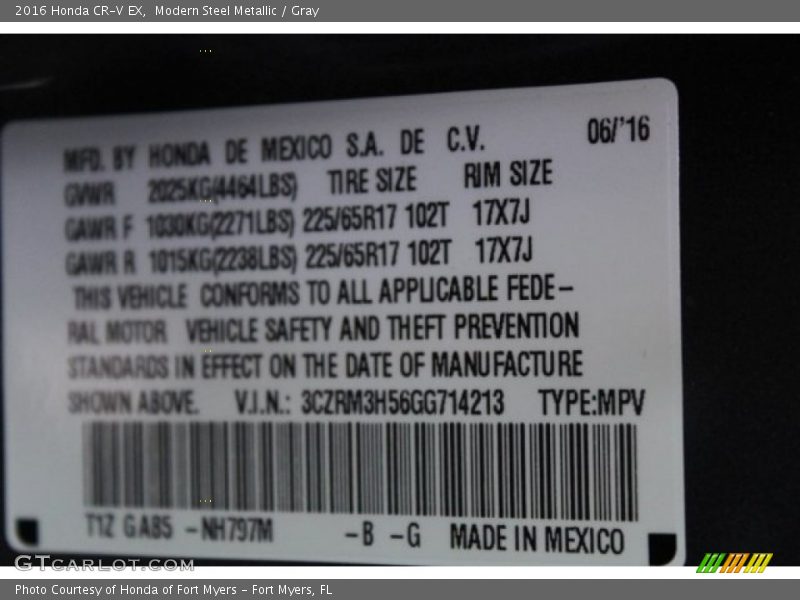 2016 Honda CR-V EX,  Modern Steel Metallic / Gray
MFD. BY HONDA DE MEXICO S.A. DE C.V. 06/'16
GVWR 2025KG(4464LBS) TIRE SIZE RIM SIZE
GAWR F 1030KG(2271LBS) 225/65R17 102T 17X7J
GAWR R 1015KG(2238LBS) 225/65R17 102T 17X7J
THIS VEHICLE CONFORMS TO ALL APPLICABLE FEDE-
RAL MOTOR VEHICLE SAFETY AND THEFT PREVENTION
STANDARDS IN EFFECT ON THE DATE OF MANUFACTURE
SHOWN ABOVE. V.I.N.: 3CZRM3H56GG714213 TYPE:MPV
T1Z GABS -NH797M -B -G MADE IN MEXICO
GTCARLOT.COM
Photo Courtesy of Honda of Fort Myers - Fort Myers, FL